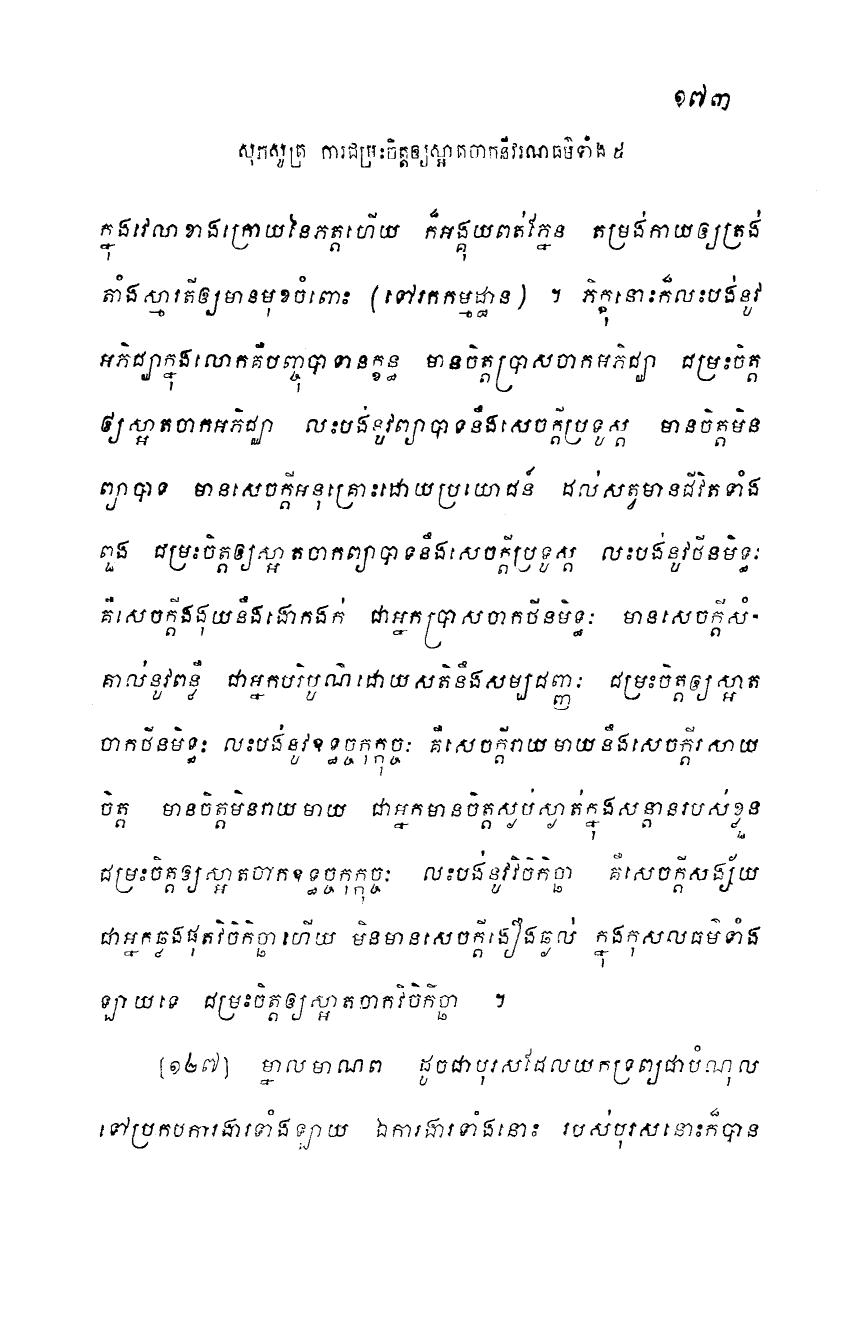 ១៧៣
សុភសូត្រ ការជម្រះចិត្តឲ្យស្អាតចាកនីវរណធម៌ទាំង ៥
ក្នុងវេលាខាងក្រោយនៃភត្តហើយ ក៏អង្គុយពត់ភ្នែន តម្រង់កាយឲ្យត្រង់
តាំងស្មារតីឲ្យមានមុខចំពោះ (ទៅរកកម្មដ្ឋាន) ។ ភិក្ខុនោះក៏លះបង់នូវ
អភិជ្ឈាក្នុងលោកគឺបញ្ចុបាទានក្ខន្ធ មានចិត្តប្រាសចាកអភិជ្ឈា ជម្រះចិត្ត
ឲ្យស្អាតចាកអភិជ្ឈា លះបង់នូវព្យាបាទនឹងសេចក្តីប្រទូស្ត មានចិត្តមិន
ព្យាបាទ មានសេចក្តីអនុគ្រោះដោយប្រយោជន៍ ដល់សត្វមានជីវិតទាំង
ពួង ជម្រះចិត្តឲ្យស្អាតចាកព្យាបាទនឹងសេចក្តីប្រទូស្ត លះបង់នូវថីនមិទ្ធៈ
គឺសេចក្តីងងុយនឹងងោកងក់ ជាអ្នកប្រាសចាកថីនមិទ្ធៈ មានសេចក្តីសំ-
គាល់នូវពន្លឺ ជាអ្នកបរិបូណ៌ដោយសតិនឹងសម្បជញ្ញៈ ជម្រះចិត្តឲ្យស្អាត
ចាកថីនមិទ្ធៈ លះបង់នូវឧទ្ធច្ចកុក្កុច្ចៈ គឺសេចក្តីរាយមាយនឹងសេចក្តីរសាយ
ចិត្ត មានចិត្តមិនរាយមាយ ជាអ្នកមានចិត្តស្ងប់ស្ងាត់ក្នុងសន្តានរបស់ខ្លួន
ជម្រះចិត្តឲ្យស្អាតចាកឧទ្ធច្ចកុក្កុច្ចៈ លះបង់នូវវិចិកិច្ឆា គឺសេចក្តីសង្ស័យ
ជាអ្នកឆ្លងផុតវិចិកិច្ឆាហើយ មិនមានសេចក្តីងឿងឆ្ងល់ ក្នុងកុសលធម៌ទាំង
ឡាយទេ ជម្រះចិត្តឲ្យស្អាតចាកវិចិកិច្ឆា ។
[១២៧] ម្នាលមាណព ដូចជាបុរសដែលយកទ្រព្យជាបំណុល
ទៅប្រកបការងារទាំងឡាយ ឯការងារទាំងនោះ របស់បុរសនោះក៏បាន